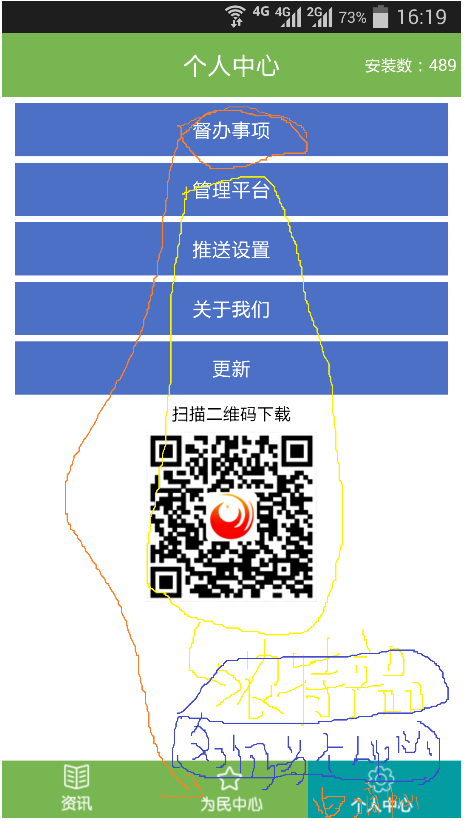 4G 4G 2G 73% 16:19
个人中心
安装数：489
督办事项
管理平台
推送设置
关于我们
更新
扫描二维码下载
资讯
为民中心
个人中心